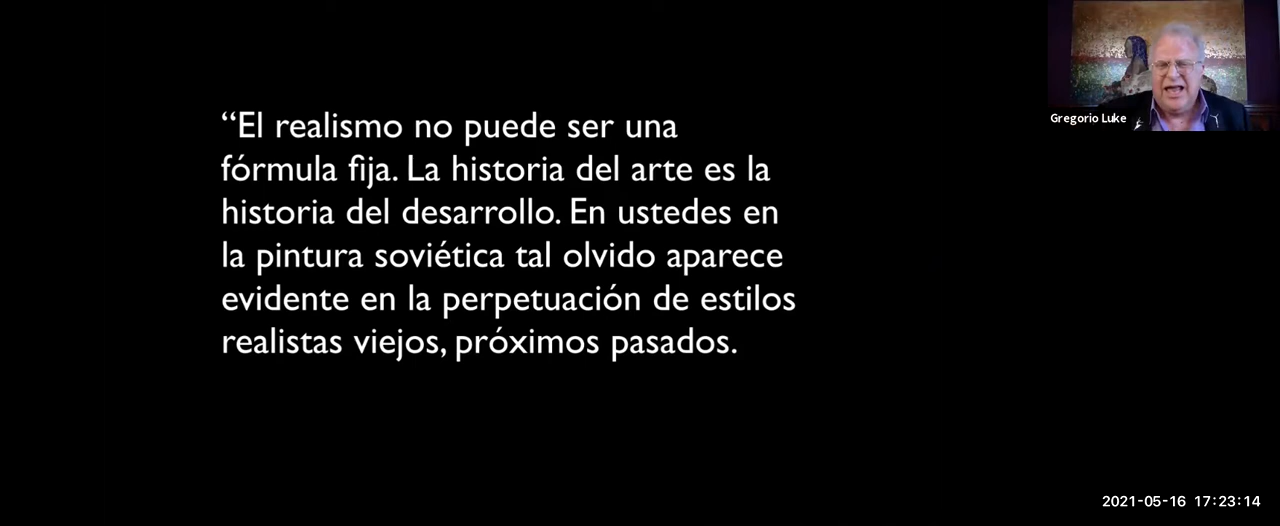 “El realismo no puede ser una
fórmula fija. La historia del arte es la
historia del desarrollo. En ustedes en
la pintura soviética tal olvido aparece
evidente en la perpetuación de estilos
realistas viejos, próximos pasados.
Gregorio Luke
2021-05-16 17:23:14